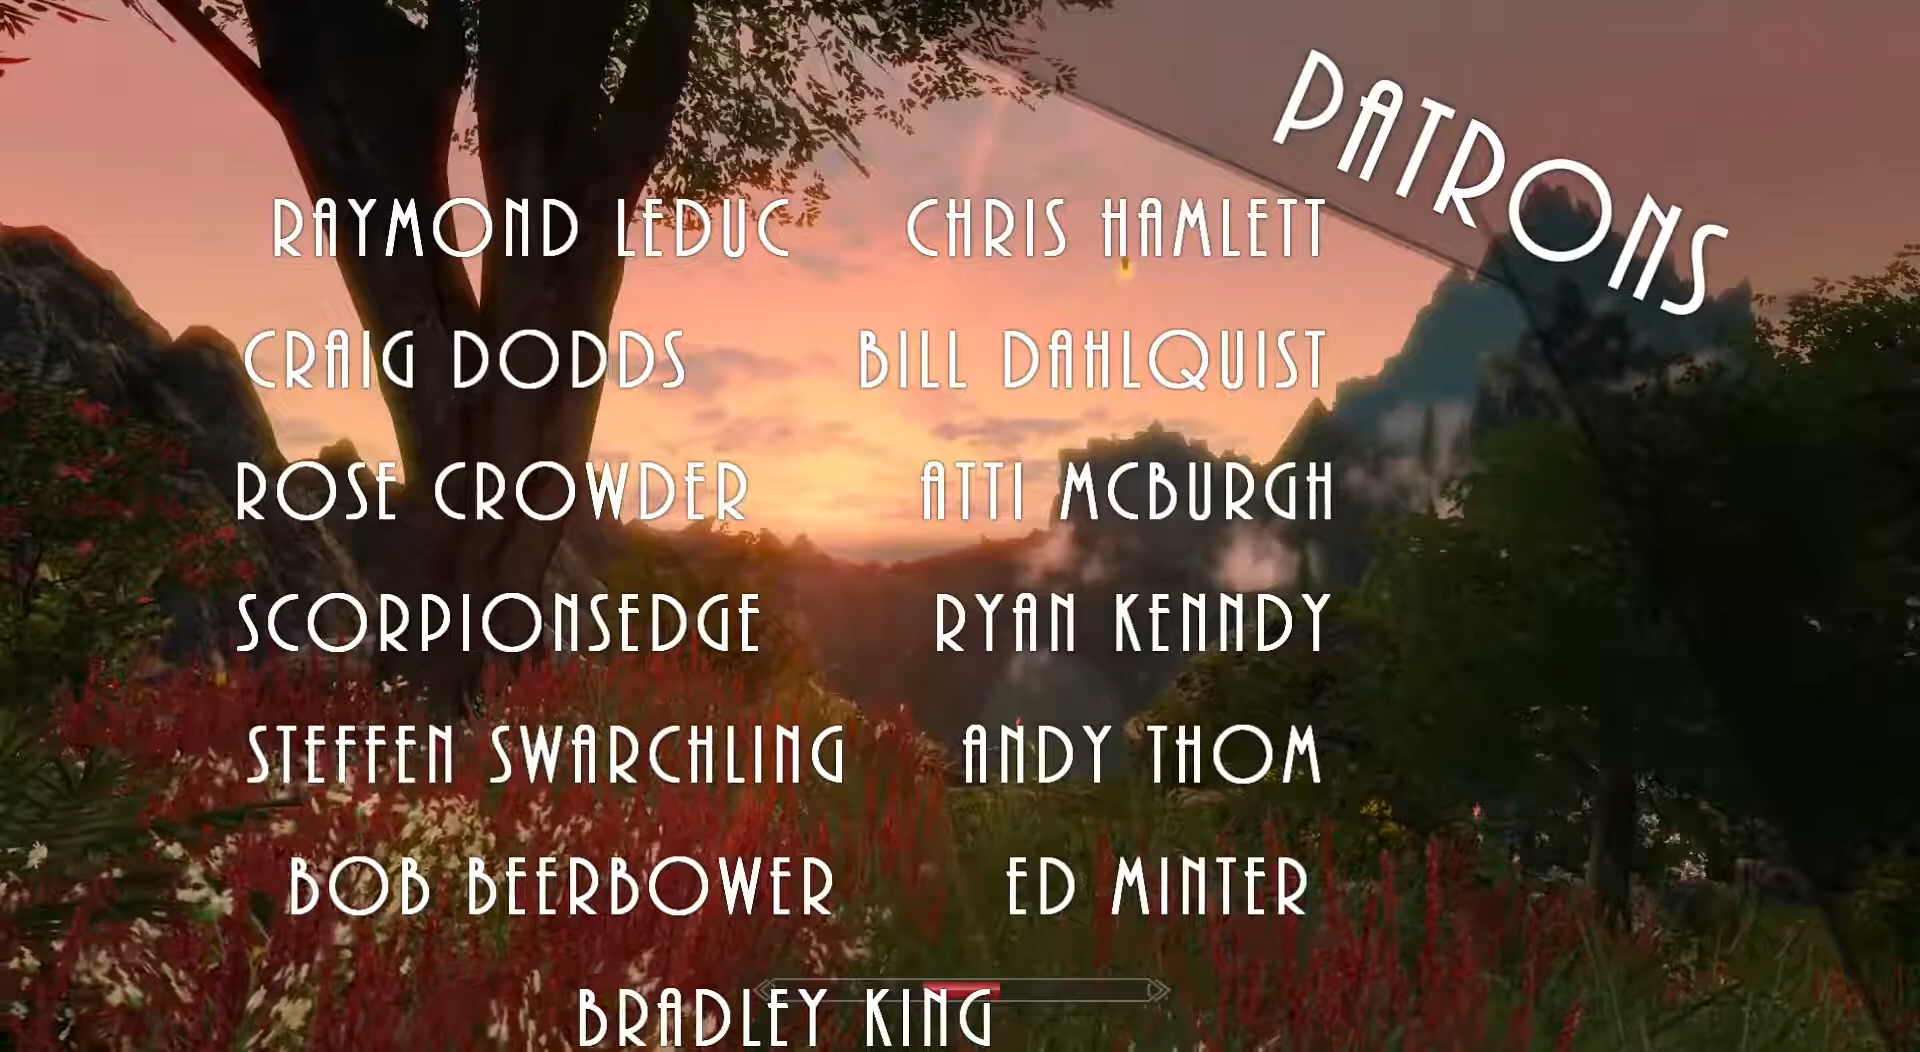 PATRONS
RAYMOND LEDUC CHRIS HAMLETT
CRAIG DODDS BILL DAHLQUIST
ROSE CROWDER ATTI MCBURGH
SCORPIONSEDGE RYAN KENNDY
STEFFEN SWARCHLING ANDY THOM
BOB BEERBOWER ED MINTER
BRADLEY KING